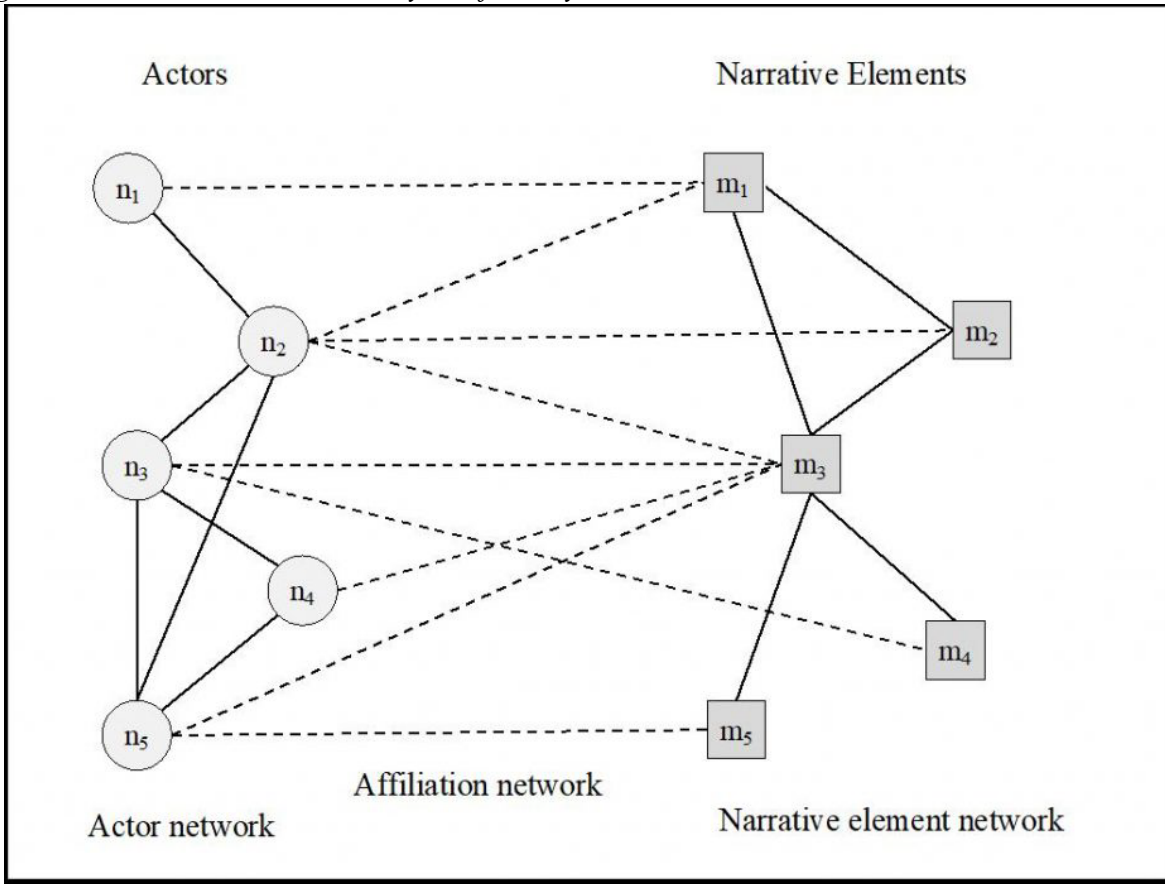 Actors
Narrative Elements
n₁
m₁
n₂
m₂
n₃
m₃
n₄
m₄
n₅
m₅
Affiliation network
Actor network
Narrative element network